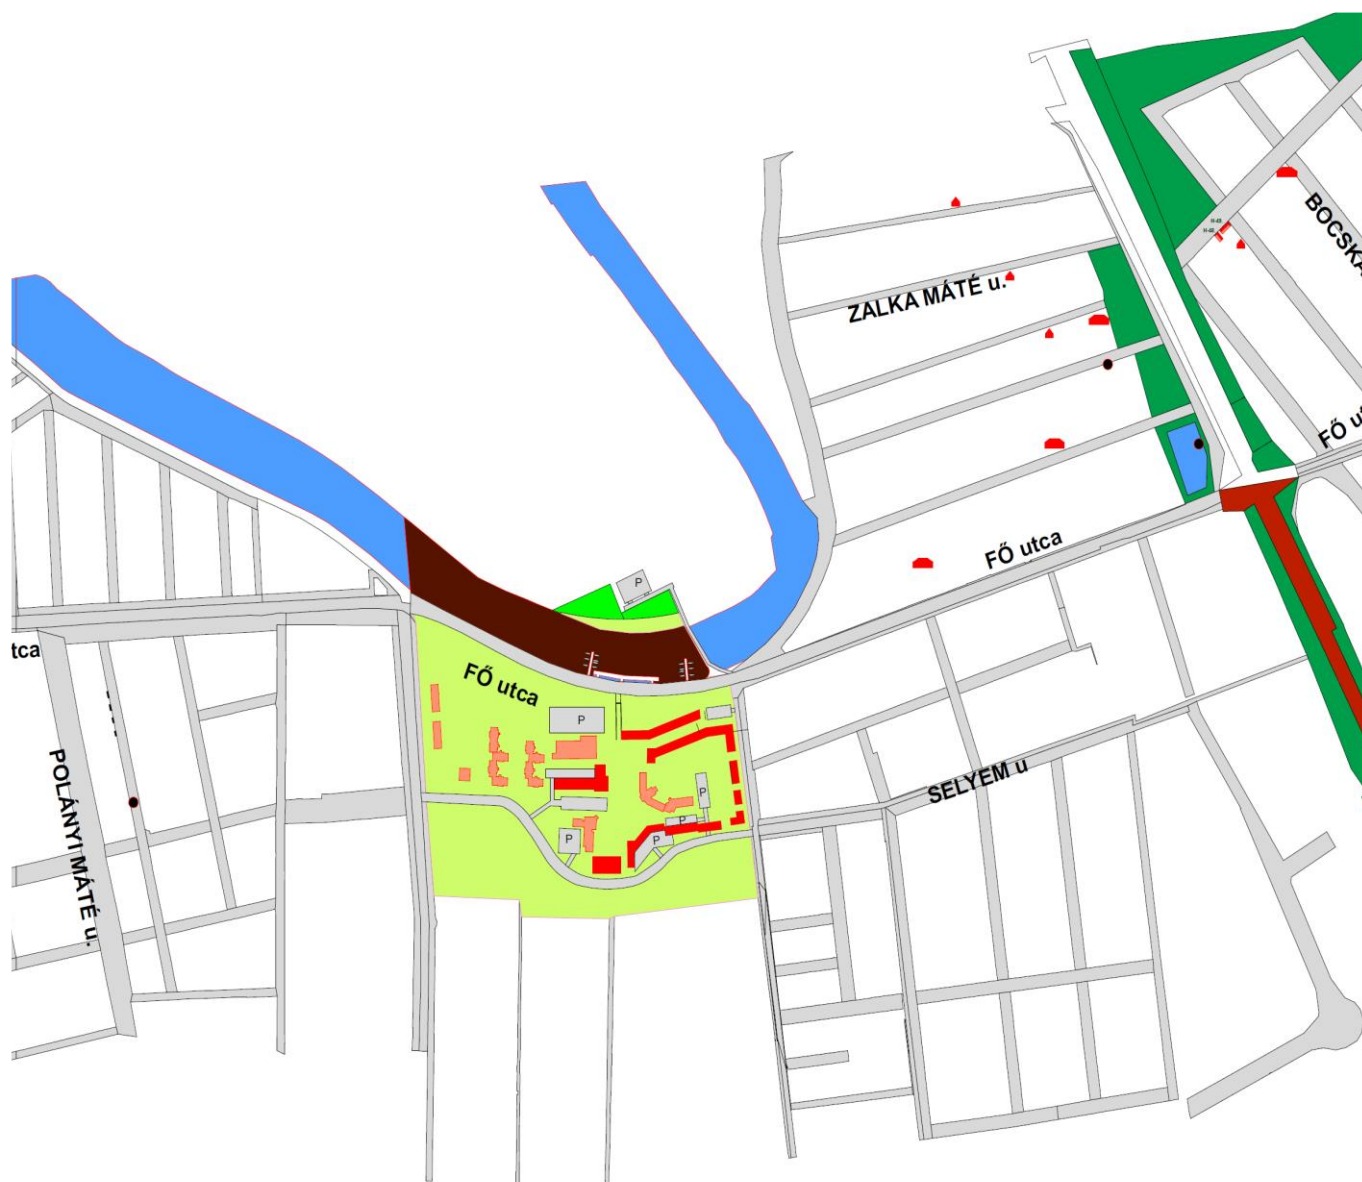 BOCSKA
ZALKA MÁTÉ u.
FŐ ut
FŐ utca
P
tca
FŐ utca
P
POLÁNYI MÁTÉ u.
SELYEM u
P
P
P
P